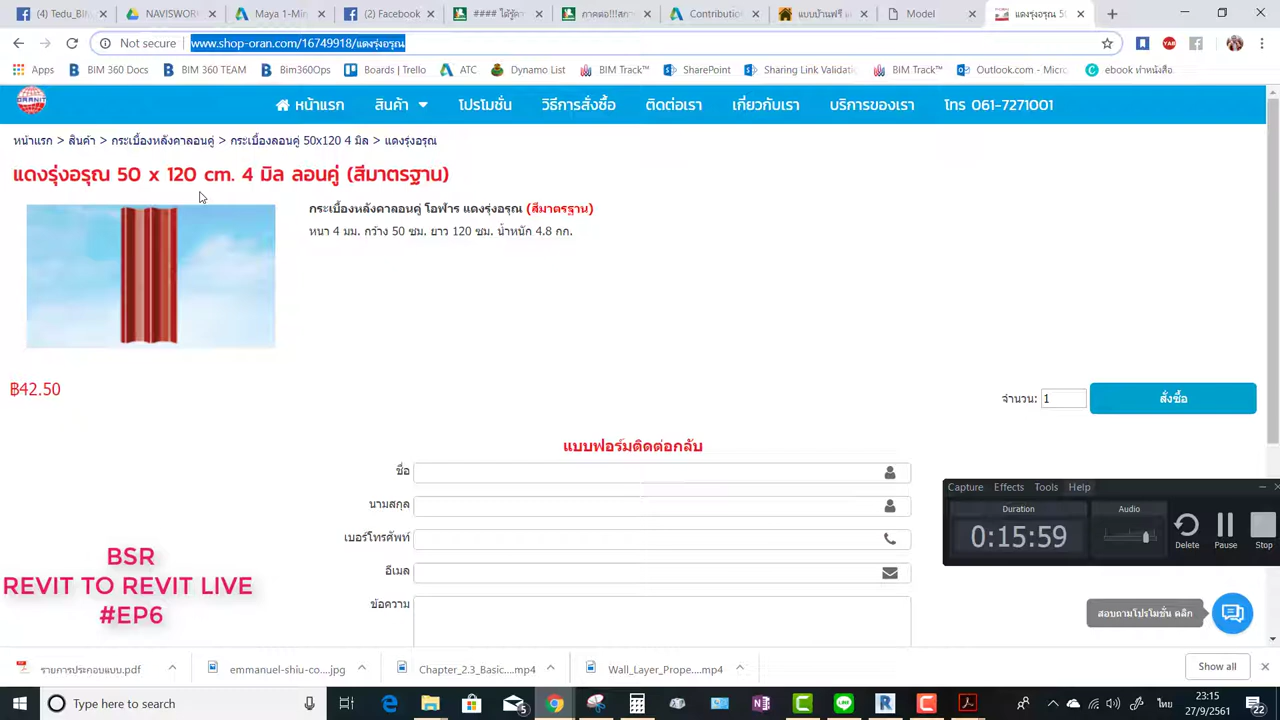 (4) Tedu_BIN
NAVISWORK
Maya 1-Min
(2) Facebook
#### ได้รู้ควา
ภาคต่อ!!!สกา
Contribut
แบบบ้านฟรี แ
Model
แดงรุ่งอรุณ 50
Not secure
www.shop-oran.com/16749918/แดงรุ่งอรุณ
Apps
BIM 360 Docs
BIM 360 TEAM
Bim360Ops
Boards | Trello
ATC
Dynamo List
BIM Track™
SharePoint
Sharing Link Validati
BIM Track™
Outlook.com - Micro
ebook ทําหนังสือ
ORANIT
หน้าแรก
สินค้า
โปรโมชั่น
วิธีการสั่งซื้อ
ติดต่อเรา
เกี่ยวกับเรา
บริการของเรา
โทร 061-7271001
หน้าแรก > สินค้า > กระเบื้องหลังคาลอนคู่ > กระเบื้องลอนคู่ 50x120 4 มิล > แดงรุ่งอรุณ
แดงรุ่งอรุณ 50 x 120 cm. 4 มิล ลอนคู่ (สีมาตรฐาน)
กระเบื้องหลังคาลอนคู่ โอฬาร แดงรุ่งอรุณ (สีมาตรฐาน)
หนา 4 มม. กว้าง 50 ซม. ยาว 120 ซม. น้ำหนัก 4.8 กก.
฿42.50
จำนวน: 1
สั่งซื้อ
แบบฟอร์มติดต่อกลับ
ชื่อ
นามสกุล
เบอร์โทรศัพท์
อีเมล
ข้อความ
Capture Effects Tools Help
Duration
Audio
0:15:59
Delete
Pause
Stop
BSR
REVIT TO REVIT LIVE
#EP6
สอบถามโปรโมชั่น คลิก
รายการประกอบแบบ.pdf
emmanuel-shiu-co....jpg
Chapter_2.3_Basic....mp4
Wall_Layer_Prope....mp4
Show all
Type here to search
5
ไทย
23:15
27/9/2561
22